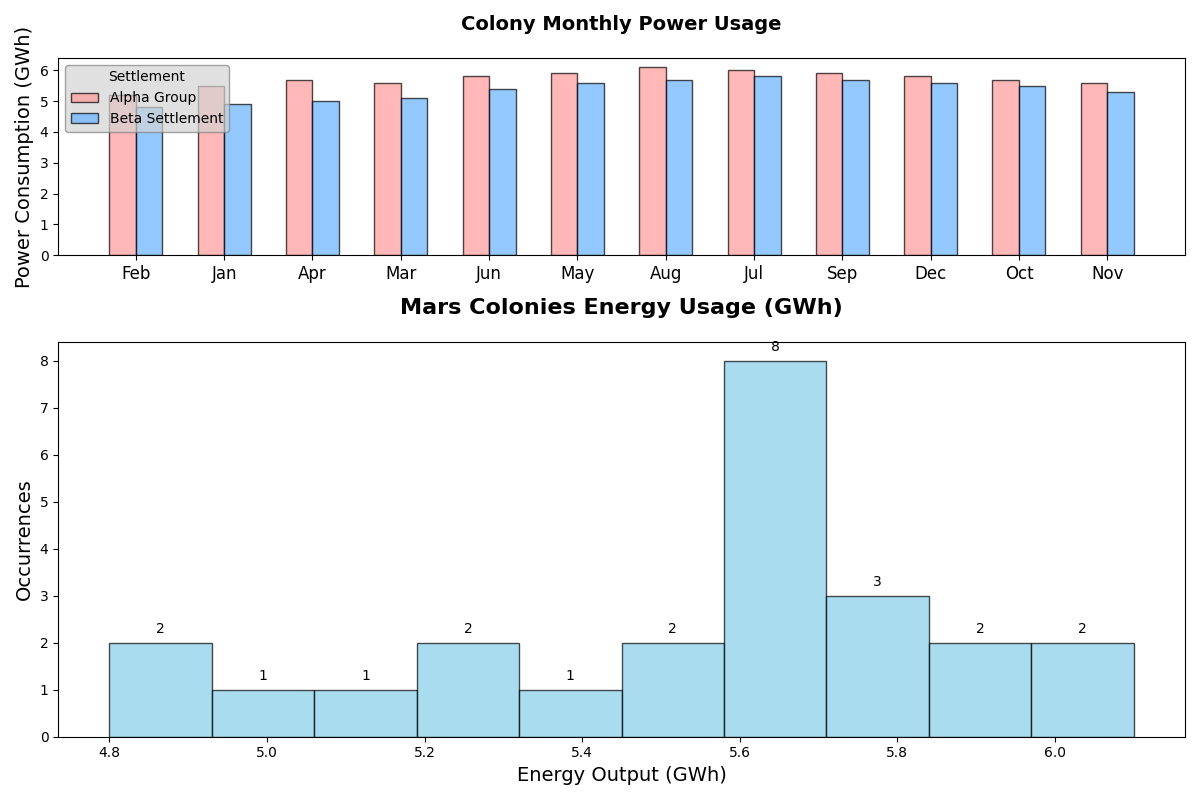 Colony Monthly Power Usage
Power Consumption (GWh)
6
5
4
3
2
1
0
Settlement
Alpha Group
Beta Settlement
Feb Jan Apr Mar Jun May Aug Jul Sep Dec Oct Nov
Mars Colonies Energy Usage (GWh)
Occurrences
8
7
6
5
4
3
2
1
0
2 1 1 2 1 2 8 3 2 2
4.8 5.0 5.2 5.4 5.6 5.8 6.0
Energy Output (GWh)